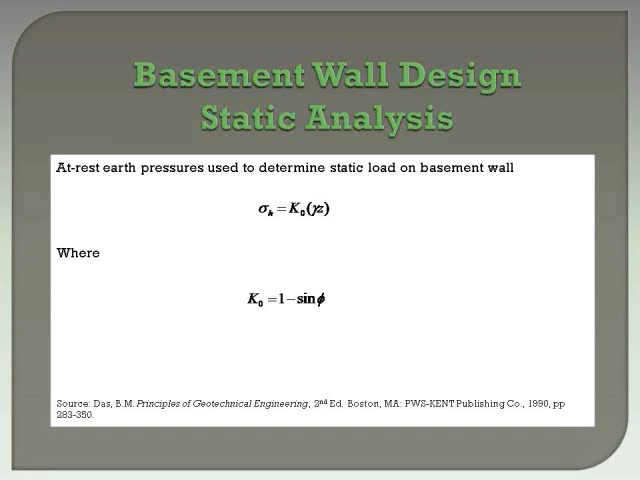 Basement Wall Design
Static Analysis
At-rest earth pressures used to determine static load on basement wall
σₕ = K₀(γz)
Where
K₀ = 1 − sinϕ
Source: Das, B.M. Principles of Geotechnical Engineering, 2nd Ed. Boston, MA: PWS-KENT Publishing Co., 1990, pp
283-350.